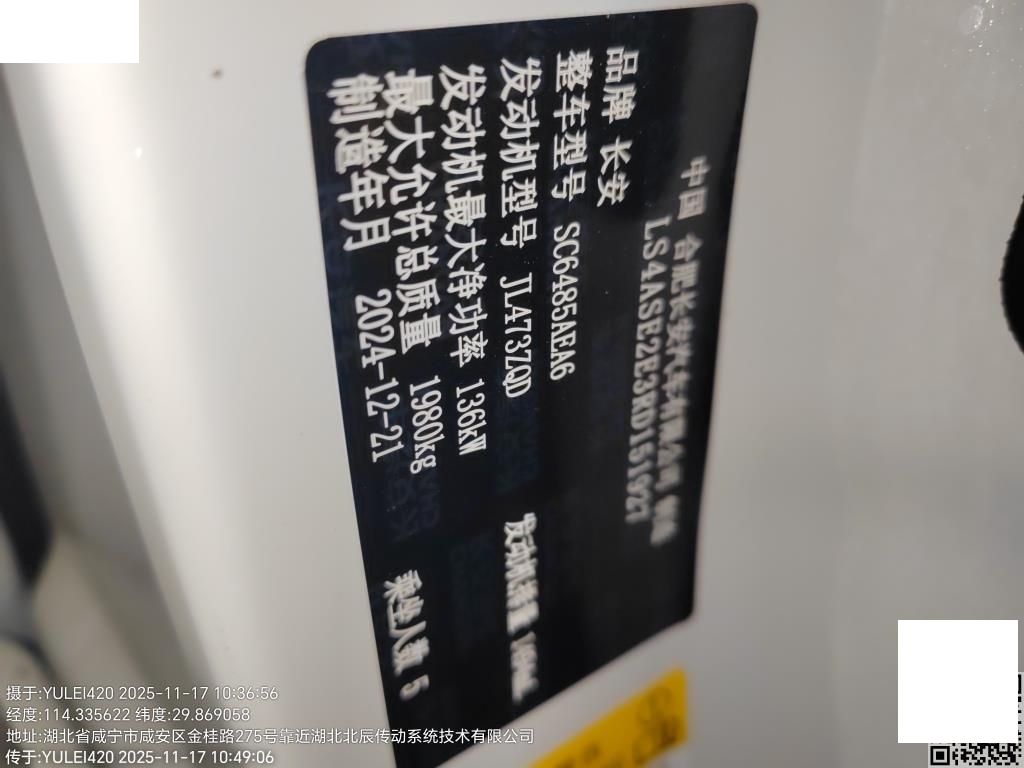 中国 合肥长安汽车有限公司 制造
LS4ASE2E3RD151927
品牌 长安
整车型号 SC6485AEA6
发动机型号 JL473ZQD 发动机排量
发动机最大净功率 136kW
最大允许总质量 1980kg 乘坐人数 5
制造年月 2024-12-21
摄于:YULEI420 2025-11-17 10:36:56
经度:114.335622 纬度:29.869058
地址:湖北省咸宁市咸安区金桂路275号靠近湖北北辰传动系统技术有限公司
传于:YULEI420 2025-11-17 10:49:06